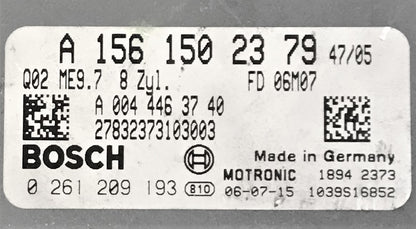 A 156 150 23 79 47/05
Q02 ME9.7 8 Zyl. FD 06M07
A 004 446 37 40
27832373103003
BOSCH Made in Germany
MOTRONIC 1894 2373
0 261 209 193 810 06-07-15 1039S16852